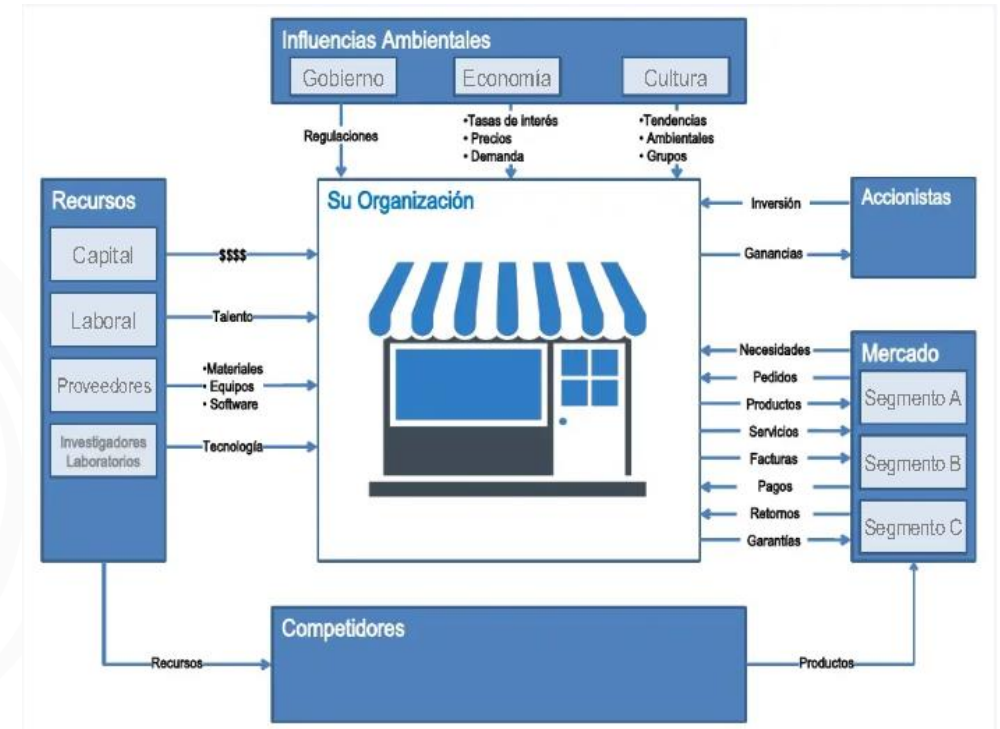 Influencias Ambientales
Gobierno
Economía
Cultura
Regulaciones
•Tasas de interés
• Precios
• Demanda
•Tendencias
• Ambientales
• Grupos
Recursos
Capital
Laboral
Proveedores
Investigadores
Laboratorios
$$$$
Talento
•Materiales
• Equipos
• Software
Tecnología
Su Organización
Inversión
Ganancias
Accionistas
Necesidades
Pedidos
Productos
Servicios
Facturas
Pagos
Retornos
Garantías
Mercado
Segmento A
Segmento B
Segmento C
Competidores
Recursos
Productos